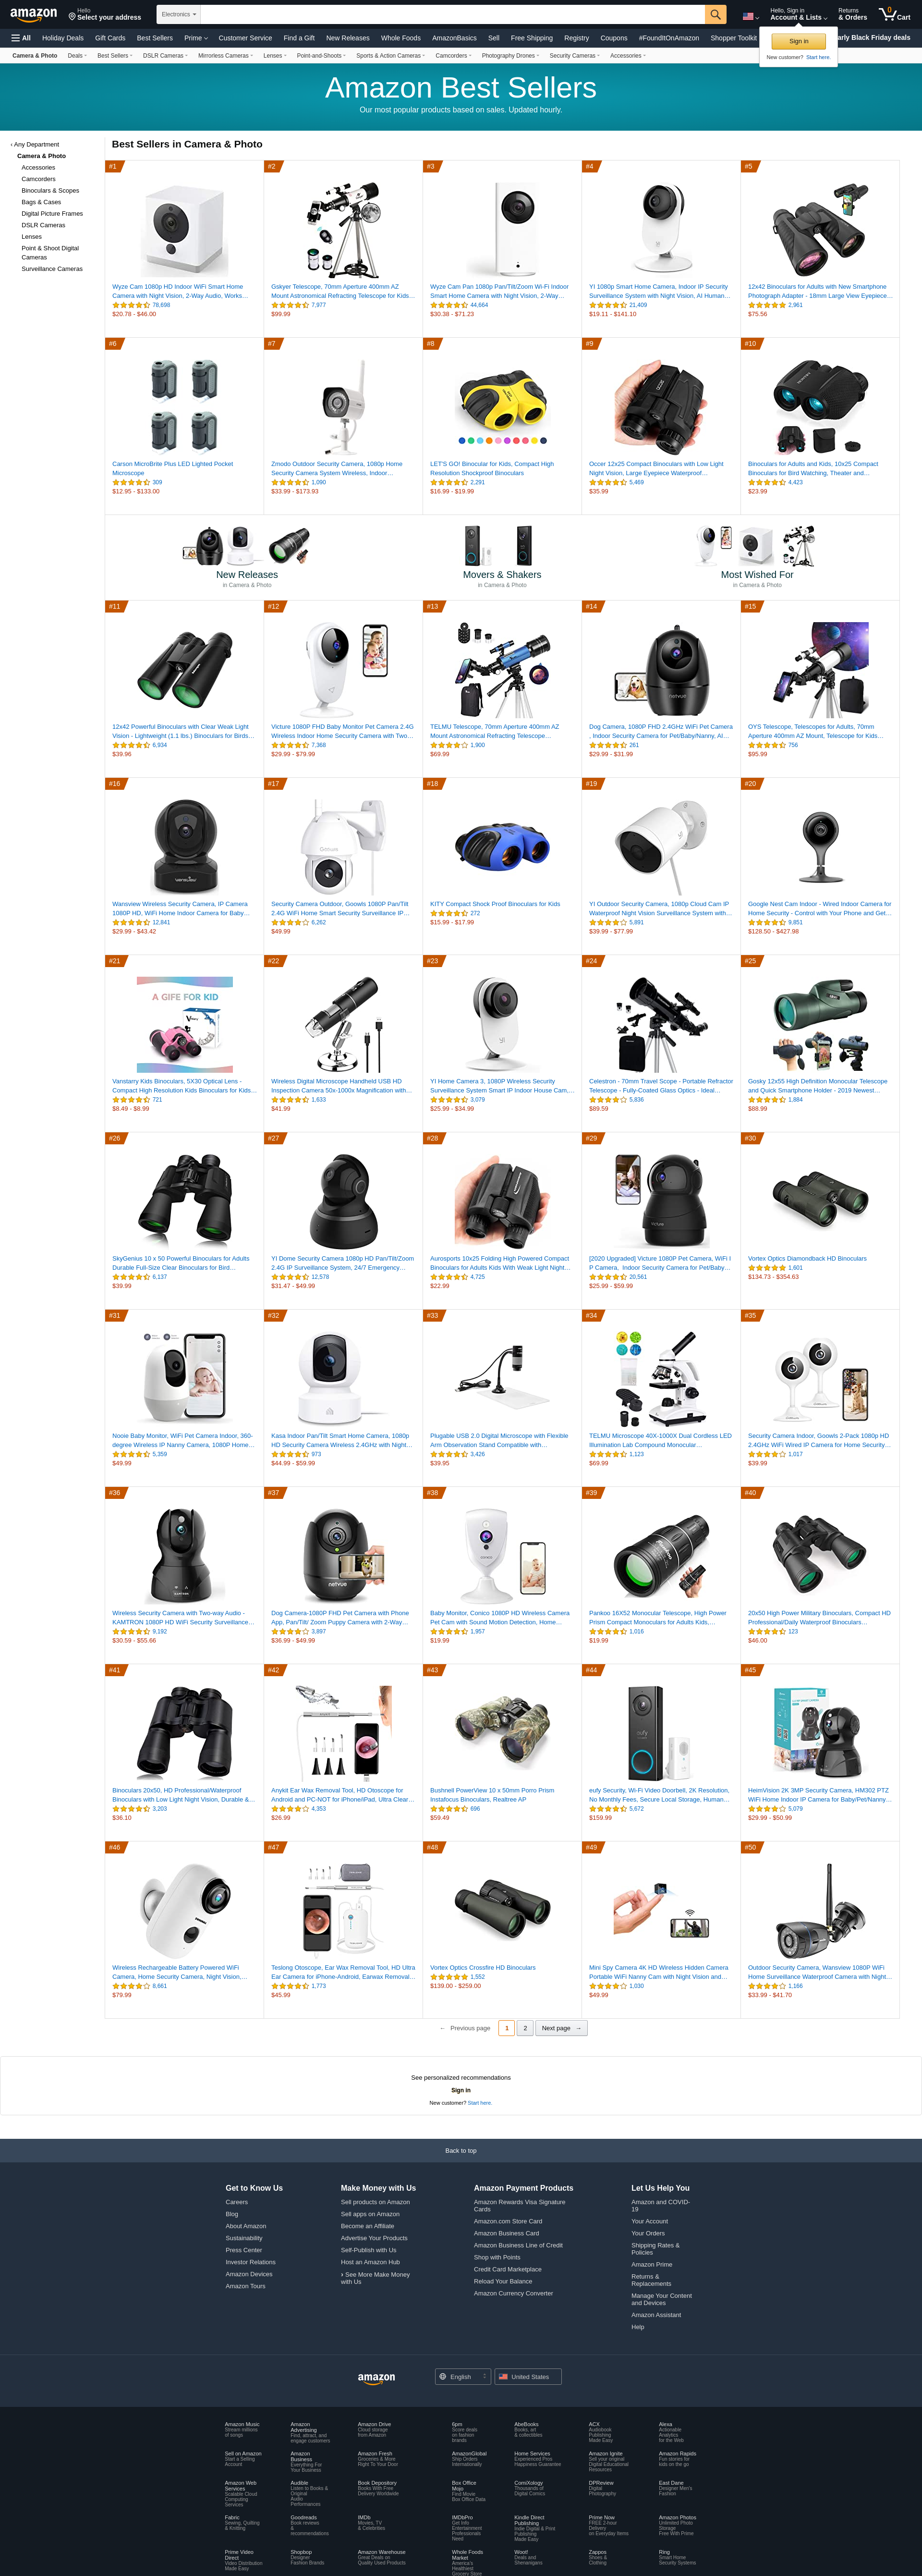 amazon
Hello
Select your address
Electronics
Hello, Sign in
Account & Lists
Returns
& Orders
0
Cart
All
Holiday Deals
Gift Cards
Best Sellers
Prime
Customer Service
Find a Gift
New Releases
Whole Foods
AmazonBasics
Sell
Free Shipping
Registry
Coupons
#FoundItOnAmazon
Shopper Toolkit
arly Black Friday deals
Sign in
New customer? Start here.
Camera & Photo
Deals
Best Sellers
DSLR Cameras
Mirrorless Cameras
Lenses
Point-and-Shoots
Sports & Action Cameras
Camcorders
Photography Drones
Security Cameras
Accessories
Amazon Best Sellers
Our most popular products based on sales. Updated hourly.
‹ Any Department
Camera & Photo
Accessories
Camcorders
Binoculars & Scopes
Bags & Cases
Digital Picture Frames
DSLR Cameras
Lenses
Point & Shoot Digital
Cameras
Surveillance Cameras
Best Sellers in Camera & Photo
#1
Wyze Cam 1080p HD Indoor WiFi Smart Home
Camera with Night Vision, 2-Way Audio, Works…
78,698
$20.78 - $46.00
#2
Gskyer Telescope, 70mm Aperture 400mm AZ
Mount Astronomical Refracting Telescope for Kids…
7,977
$99.99
#3
Wyze Cam Pan 1080p Pan/Tilt/Zoom Wi-Fi Indoor
Smart Home Camera with Night Vision, 2-Way…
44,664
$30.38 - $71.23
#4
YI 1080p Smart Home Camera, Indoor IP Security
Surveillance System with Night Vision, AI Human…
21,409
$19.11 - $141.10
#5
12x42 Binoculars for Adults with New Smartphone
Photograph Adapter - 18mm Large View Eyepiece…
2,961
$75.56
#6
Carson MicroBrite Plus LED Lighted Pocket
Microscope
309
$12.95 - $133.00
#7
Zmodo Outdoor Security Camera, 1080p Home
Security Camera System Wireless, Indoor…
1,090
$33.99 - $173.93
#8
LET'S GO! Binocular for Kids, Compact High
Resolution Shockproof Binoculars
2,291
$16.99 - $19.99
#9
Occer 12x25 Compact Binoculars with Low Light
Night Vision, Large Eyepiece Waterproof…
5,469
$35.99
#10
Binoculars for Adults and Kids, 10x25 Compact
Binoculars for Bird Watching, Theater and…
4,423
$23.99
New Releases
in Camera & Photo
Movers & Shakers
in Camera & Photo
Most Wished For
in Camera & Photo
#11
12x42 Powerful Binoculars with Clear Weak Light
Vision - Lightweight (1.1 lbs.) Binoculars for Birds…
6,934
$39.96
#12
Victure 1080P FHD Baby Monitor Pet Camera 2.4G
Wireless Indoor Home Security Camera with Two…
7,368
$29.99 - $79.99
#13
TELMU Telescope, 70mm Aperture 400mm AZ
Mount Astronomical Refracting Telescope…
1,900
$69.99
#14
netvue
Dog Camera, 1080P FHD 2.4GHz WiFi Pet Camera
, Indoor Security Camera for Pet/Baby/Nanny, AI…
261
$29.99 - $31.99
#15
OYS Telescope, Telescopes for Adults, 70mm
Aperture 400mm AZ Mount, Telescope for Kids…
756
$95.99
#16
wansview
Wansview Wireless Security Camera, IP Camera
1080P HD, WiFi Home Indoor Camera for Baby…
12,841
$29.99 - $43.42
#17
Goowls
Security Camera Outdoor, Goowls 1080P Pan/Tilt
2.4G WiFi Home Smart Security Surveillance IP…
6,262
$49.99
#18
KITY Compact Shock Proof Binoculars for Kids
272
$15.99 - $17.99
#19
YI Outdoor Security Camera, 1080p Cloud Cam IP
Waterproof Night Vision Surveillance System with…
5,891
$39.99 - $77.99
#20
Google Nest Cam Indoor - Wired Indoor Camera for
Home Security - Control with Your Phone and Get…
9,851
$128.50 - $427.98
#21
A GIFE FOR KID
Vanstarry Kids Binoculars, 5X30 Optical Lens -
Compact High Resolution Kids Binoculars for Kids…
721
$8.49 - $8.99
#22
Wireless Digital Microscope Handheld USB HD
Inspection Camera 50x-1000x Magnification with…
1,633
$41.99
#23
YI Home Camera 3, 1080P Wireless Security
Surveillance System Smart IP Indoor House Cam,…
3,079
$25.99 - $34.99
#24
Celestron - 70mm Travel Scope - Portable Refractor
Telescope - Fully-Coated Glass Optics - Ideal…
5,836
$89.59
#25
Gosky 12x55 High Definition Monocular Telescope
and Quick Smartphone Holder - 2019 Newest…
1,884
$88.99
#26
SkyGenius 10 x 50 Powerful Binoculars for Adults
Durable Full-Size Clear Binoculars for Bird…
6,137
$39.99
#27
YI Dome Security Camera 1080p HD Pan/Tilt/Zoom
2.4G IP Surveillance System, 24/7 Emergency…
12,578
$31.47 - $49.99
#28
Aurosports 10x25 Folding High Powered Compact
Binoculars for Adults Kids With Weak Light Night…
4,725
$22.99
#29
[2020 Upgraded] Victure 1080P Pet Camera, WiFi I
P Camera, Indoor Security Camera for Pet/Baby…
20,561
$25.99 - $59.99
#30
Vortex Optics Diamondback HD Binoculars
1,601
$134.73 - $354.63
#31
Nooie Baby Monitor, WiFi Pet Camera Indoor, 360-
degree Wireless IP Nanny Camera, 1080P Home…
5,359
$49.99
#32
Kasa Indoor Pan/Tilt Smart Home Camera, 1080p
HD Security Camera Wireless 2.4GHz with Night…
973
$44.99 - $59.99
#33
Plugable USB 2.0 Digital Microscope with Flexible
Arm Observation Stand Compatible with…
3,426
$39.95
#34
TELMU Microscope 40X-1000X Dual Cordless LED
Illumination Lab Compound Monocular…
1,123
$69.99
#35
Security Camera Indoor, Goowls 2-Pack 1080p HD
2.4GHz WiFi Wired IP Camera for Home Security…
1,017
$39.99
#36
Wireless Security Camera with Two-way Audio -
KAMTRON 1080P HD WiFi Security Surveillance…
9,192
$30.59 - $55.66
#37
netvue
Dog Camera-1080P FHD Pet Camera with Phone
App, Pan/Tilt/ Zoom Puppy Camera with 2-Way…
3,897
$36.99 - $49.99
#38
Baby Monitor, Conico 1080P HD Wireless Camera
Pet Cam with Sound Motion Detection, Home…
1,957
$19.99
#39
Pankoo 16X52 Monocular Telescope, High Power
Prism Compact Monoculars for Adults Kids,…
1,016
$19.99
#40
20x50 High Power Military Binoculars, Compact HD
Professional/Daily Waterproof Binoculars…
123
$46.00
#41
Binoculars 20x50, HD Professional/Waterproof
Binoculars with Low Light Night Vision, Durable &…
3,203
$36.10
#42
Anykit Ear Wax Removal Tool, HD Otoscope for
Android and PC-NOT for iPhone/iPad, Ultra Clear…
4,353
$26.99
#43
Bushnell PowerView 10 x 50mm Porro Prism
Instafocus Binoculars, Realtree AP
696
$59.49
#44
eufy
eufy Security, Wi-Fi Video Doorbell, 2K Resolution,
No Monthly Fees, Secure Local Storage, Human…
5,672
$159.99
#45
HeimVision 2K 3MP Security Camera, HM302 PTZ
WiFi Home Indoor IP Camera for Baby/Pet/Nanny…
5,079
$29.99 - $50.99
#46
Wireless Rechargeable Battery Powered WiFi
Camera, Home Security Camera, Night Vision,…
8,661
$79.99
#47
Teslong Otoscope, Ear Wax Removal Tool, HD Ultra
Ear Camera for iPhone-Android, Earwax Removal…
1,773
$45.99
#48
Vortex Optics Crossfire HD Binoculars
1,552
$139.00 - $259.00
#49
Mini Spy Camera 4K HD Wireless Hidden Camera
Portable WiFi Nanny Cam with Night Vision and…
1,030
$49.99
#50
Outdoor Security Camera, Wansview 1080P WiFi
Home Surveillance Waterproof Camera with Night…
1,166
$33.99 - $41.70
← Previous page
1
2
Next page →
See personalized recommendations
Sign in
New customer? Start here.
Back to top
Get to Know Us
Careers
Blog
About Amazon
Sustainability
Press Center
Investor Relations
Amazon Devices
Amazon Tours
Make Money with Us
Sell products on Amazon
Sell apps on Amazon
Become an Affiliate
Advertise Your Products
Self-Publish with Us
Host an Amazon Hub
› See More Make Money
with Us
Amazon Payment Products
Amazon Rewards Visa Signature
Cards
Amazon.com Store Card
Amazon Business Card
Amazon Business Line of Credit
Shop with Points
Credit Card Marketplace
Reload Your Balance
Amazon Currency Converter
Let Us Help You
Amazon and COVID-
19
Your Account
Your Orders
Shipping Rates &
Policies
Amazon Prime
Returns &
Replacements
Manage Your Content
and Devices
Amazon Assistant
Help
amazon
English
United States
Amazon Music
Stream millions
of songs
Amazon
Advertising
Find, attract, and
engage customers
Amazon Drive
Cloud storage
from Amazon
6pm
Score deals
on fashion
brands
AbeBooks
Books, art
& collectibles
ACX
Audiobook
Publishing
Made Easy
Alexa
Actionable
Analytics
for the Web
Sell on Amazon
Start a Selling
Account
Amazon
Business
Everything For
Your Business
Amazon Fresh
Groceries & More
Right To Your Door
AmazonGlobal
Ship Orders
Internationally
Home Services
Experienced Pros
Happiness Guarantee
Amazon Ignite
Sell your original
Digital Educational
Resources
Amazon Rapids
Fun stories for
kids on the go
Amazon Web
Services
Scalable Cloud
Computing
Services
Audible
Listen to Books &
Original
Audio
Performances
Book Depository
Books With Free
Delivery Worldwide
Box Office
Mojo
Find Movie
Box Office Data
ComiXology
Thousands of
Digital Comics
DPReview
Digital
Photography
East Dane
Designer Men's
Fashion
Fabric
Sewing, Quilting
& Knitting
Goodreads
Book reviews
&
recommendations
IMDb
Movies, TV
& Celebrities
IMDbPro
Get Info
Entertainment
Professionals
Need
Kindle Direct
Publishing
Indie Digital & Print
Publishing
Made Easy
Prime Now
FREE 2-hour
Delivery
on Everyday Items
Amazon Photos
Unlimited Photo
Storage
Free With Prime
Prime Video
Direct
Video Distribution
Made Easy
Shopbop
Designer
Fashion Brands
Amazon Warehouse
Great Deals on
Quality Used Products
Whole Foods
Market
America's
Healthiest
Grocery Store
Woot!
Deals and
Shenanigans
Zappos
Shoes &
Clothing
Ring
Smart Home
Security Systems